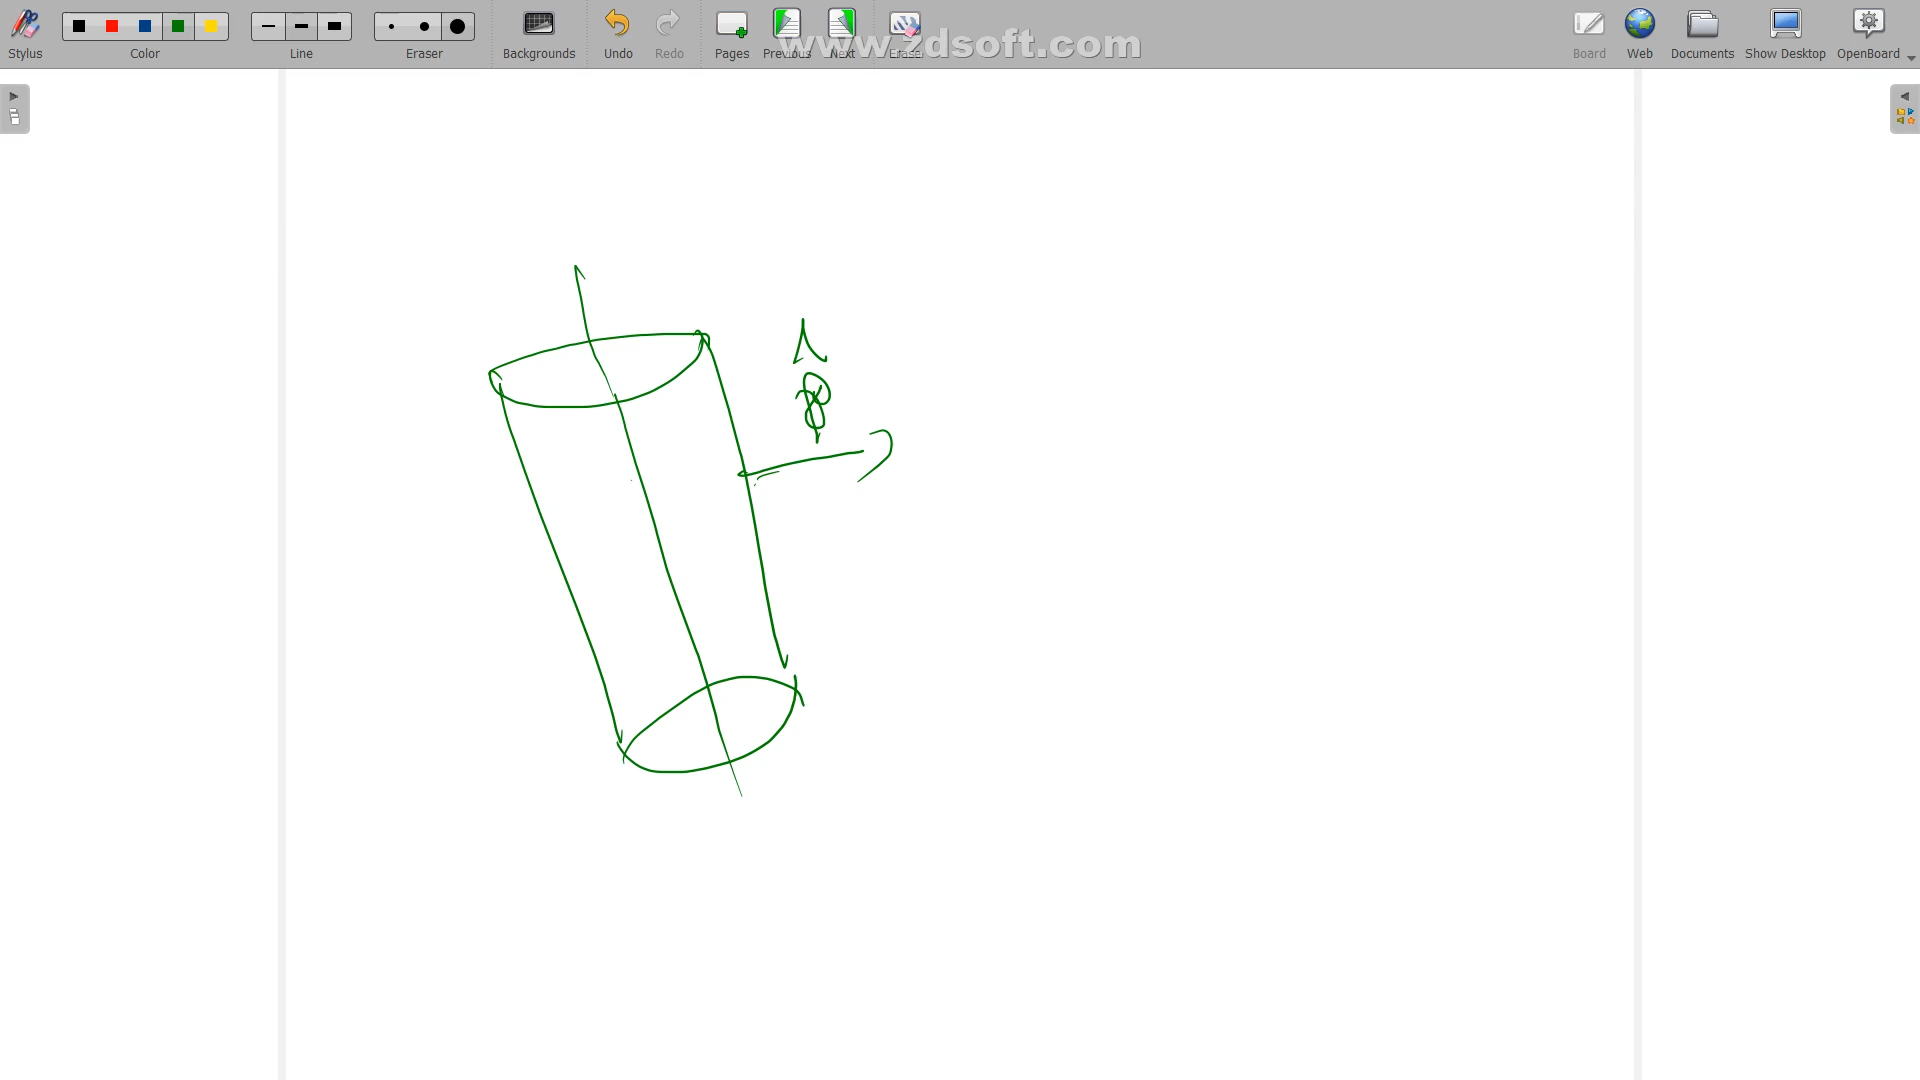 Stylus
Color
Line
Eraser
Backgrounds
Undo
Redo
Pages
Previous
Next
Erase
www.zdsoft.com
Board
Web
Documents
Show Desktop
OpenBoard